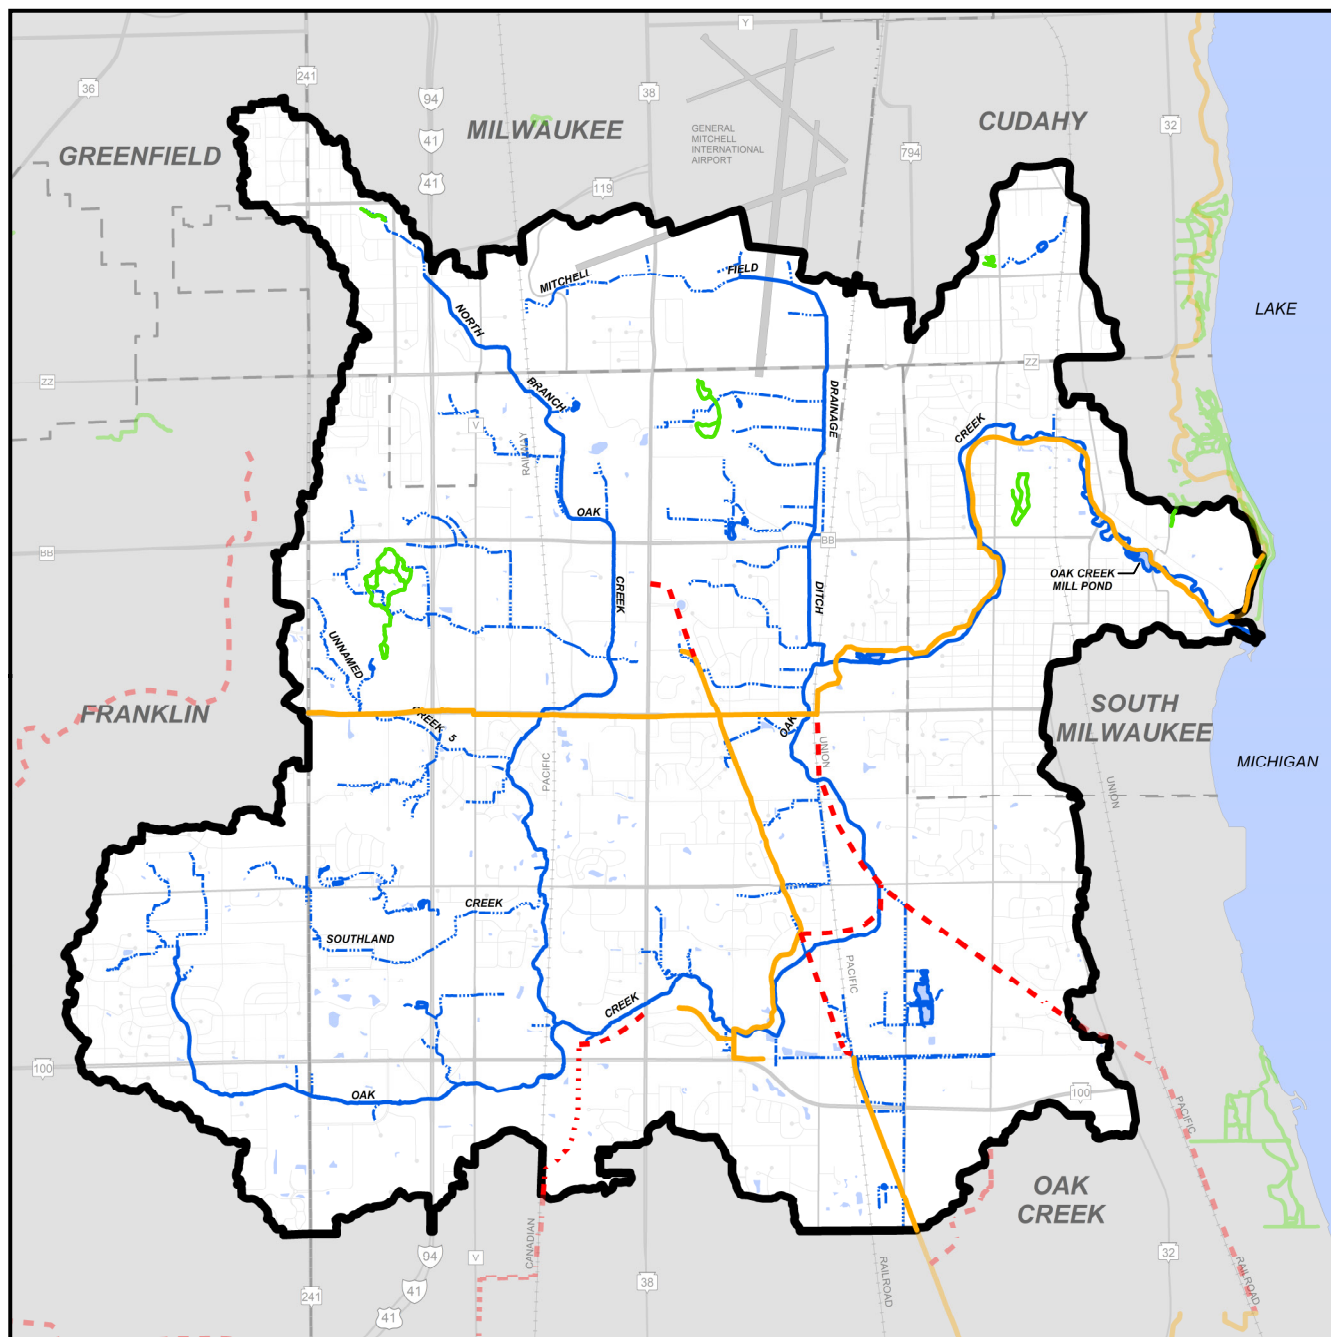 Y
36
241
94
38
MILWAUKEE
CUDAHY
GENERAL
MITCHELL
INTERNATIONAL
AIRPORT
32
41
794
GREENFIELD
41
119
MITCHELL
FIELD
LAKE
NORTH
ZZ
ZZ
BRANCH
DRAINAGE
V
CREEK
RAILWAY
OAK
BB
BB
OAK CREEK
MILL POND
CREEK
DITCH
UNNAMED
FRANKLIN
SOUTH
MILWAUKEE
CREEK 5
OAK
UNION
PACIFIC
MICHIGAN
UNION
CREEK
SOUTHLAND
PACIFIC
CREEK
100
OAK
100
PACIFIC
OAK
CREEK
CANADIAN
94
V
32
41
38
RAILROAD
RAILROAD
241
41